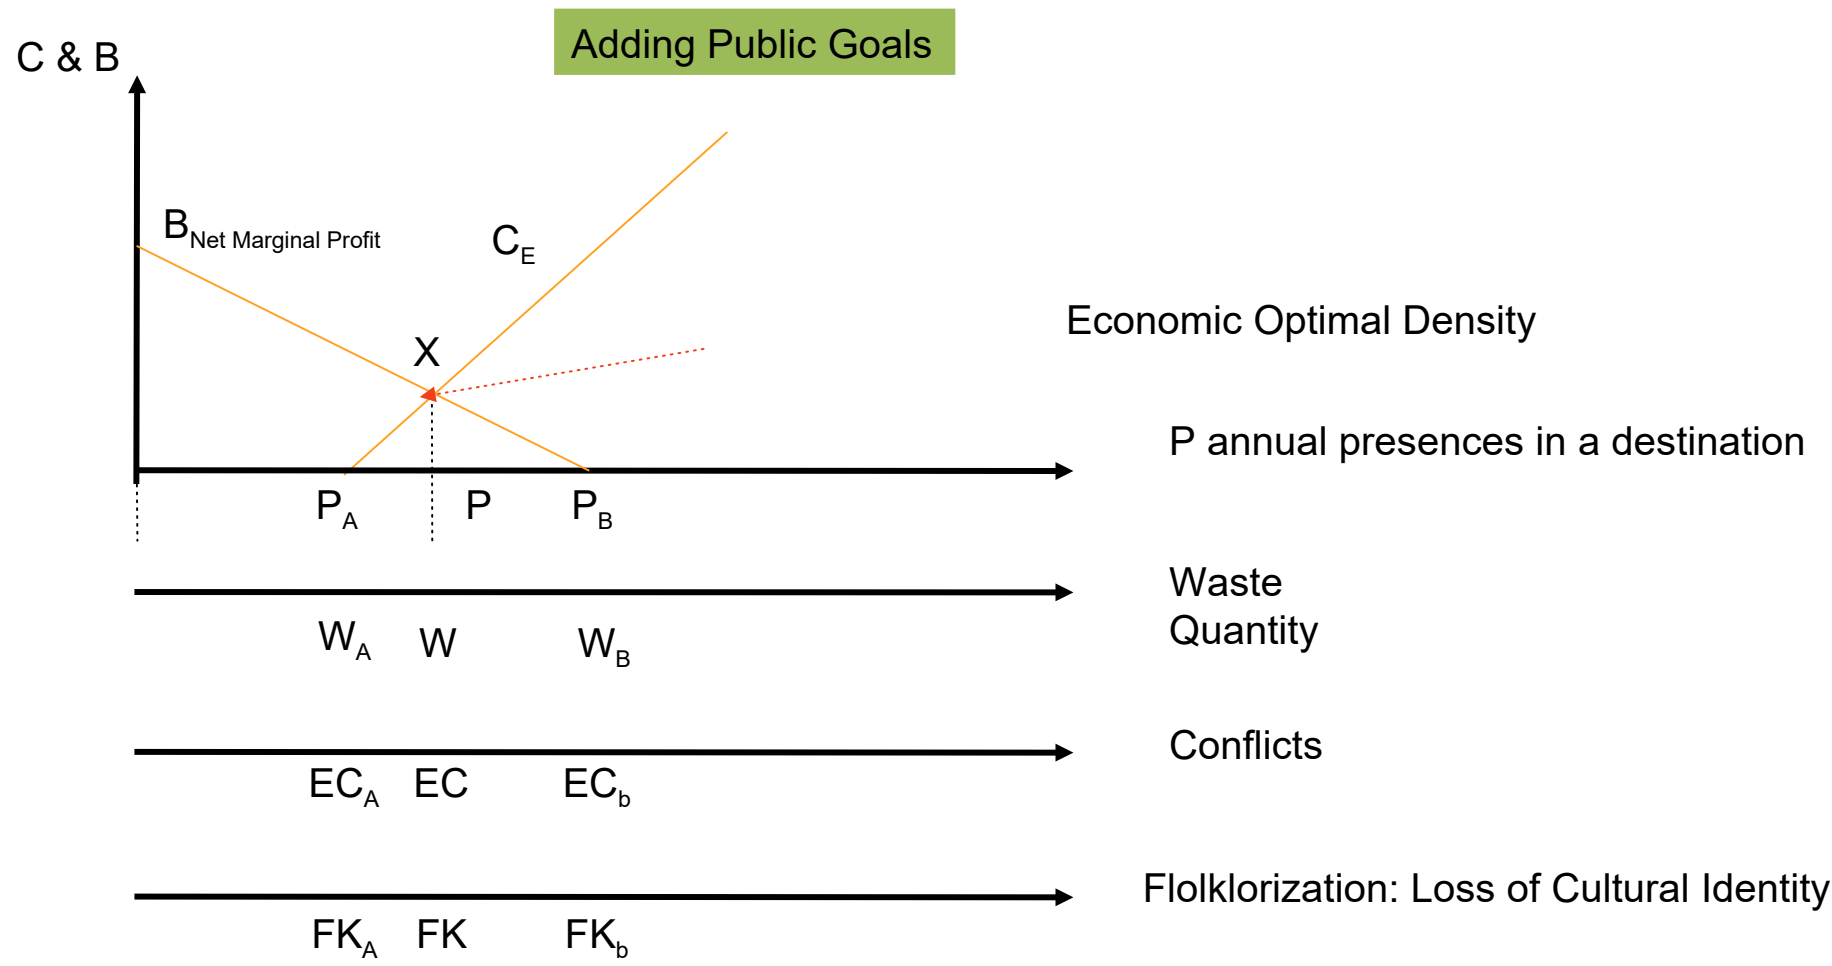 Adding Public Goals
C & B
B Net Marginal Profit
C E
Economic Optimal Density
X
P annual presences in a destination
P A P P B
Waste
Quantity
W A W W B
Conflicts
EC A EC EC b
Flolklorization: Loss of Cultural Identity
FK A FK FK b